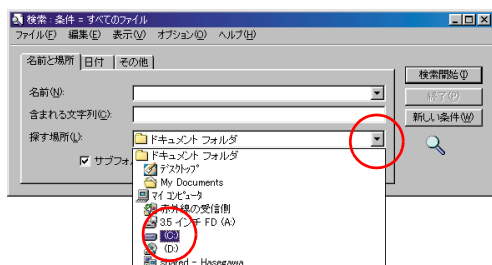 検索 : 条件 = すべてのファイル
ファイル(F) 編集(E) 表示(V) オプション(O) ヘルプ(H)
名前と場所 日付 その他
検索開始(I)
名前(N):
終了(P)
含まれる文字列(C):
新しい条件(W)
探す場所(L): ドキュメント フォルダ
サブフォ
ドキュメント フォルダ
デスクトップ
My Documents
マイ コンピュータ
赤外線の受信側
3.5 インチ FD (A:)
(C:)
(D:)
shared - Hasegawa